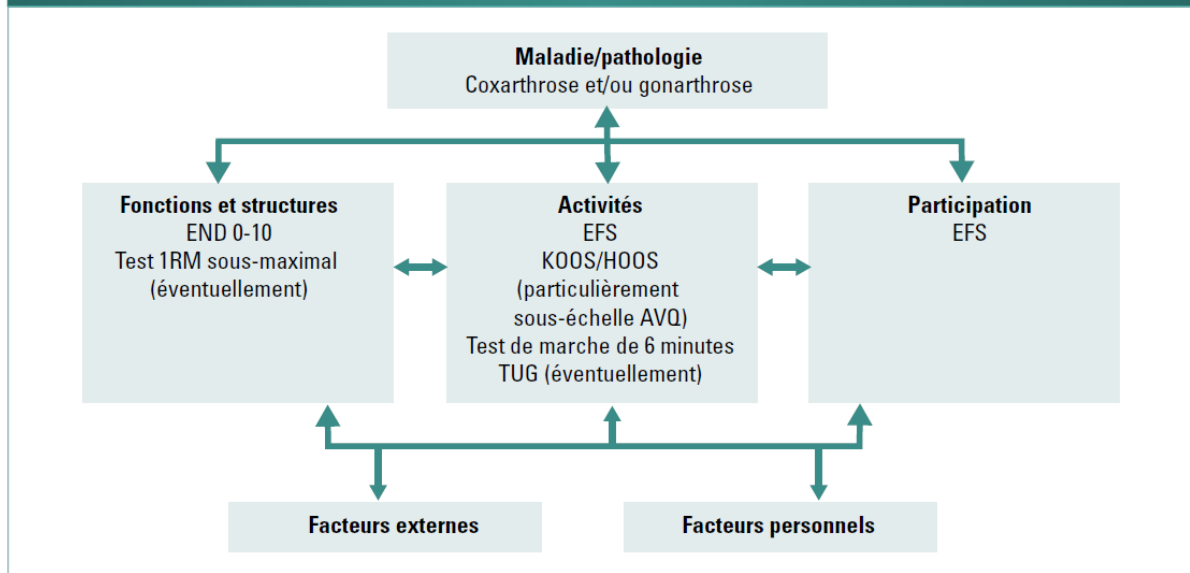 Maladie/pathologie
Coxarthrose et/ou gonarthrose
Fonctions et structures
END 0-10
Test 1RM sous-maximal
(éventuellement)
Activités
EFS
KOOS/HOOS
(particulièrement
sous-échelle AVQ)
Test de marche de 6 minutes
TUG (éventuellement)
Participation
EFS
Facteurs externes
Facteurs personnels